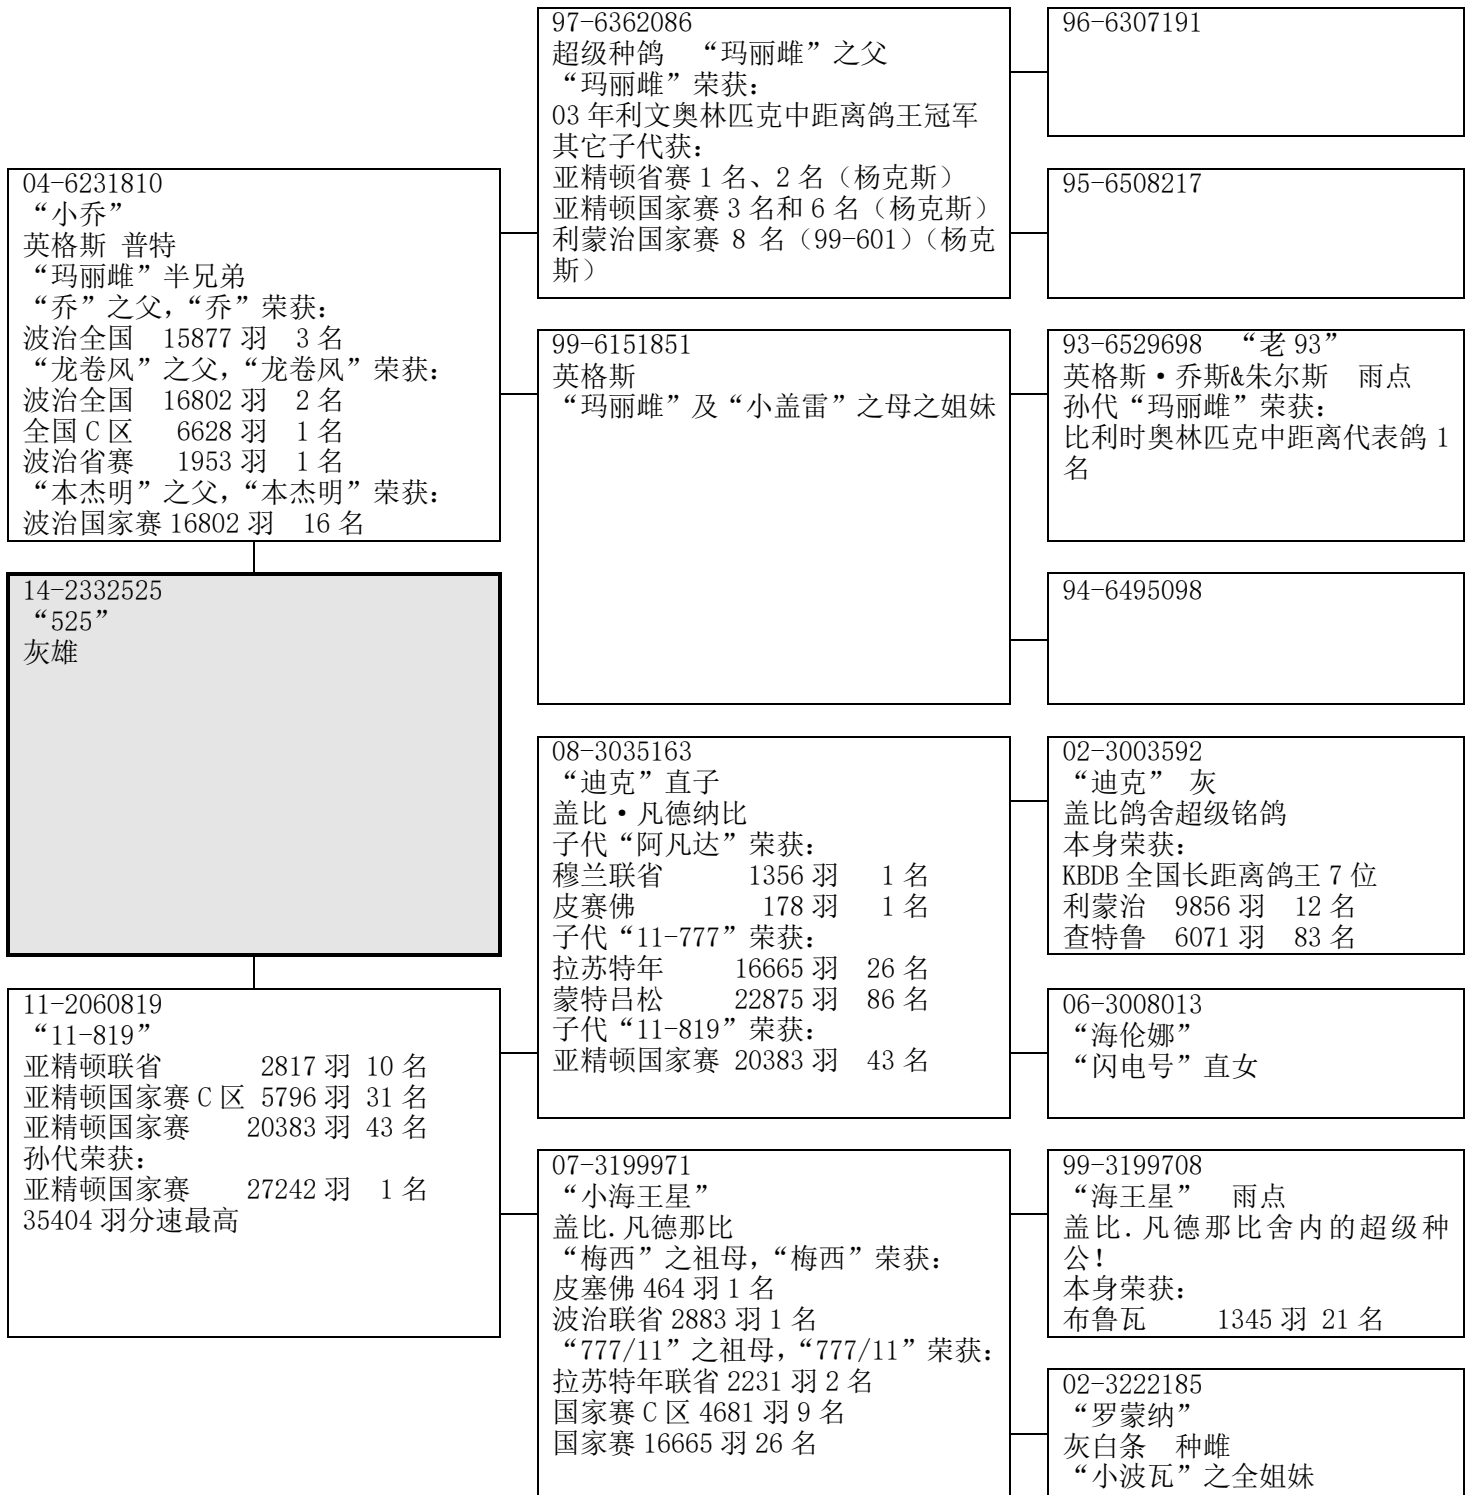 04-6231810
“小乔”
英格斯 普特
“玛丽雌”半兄弟
“乔”之父，“乔”荣获：
波治全国 15877 羽 3 名
“龙卷风”之父，“龙卷风”荣获：
波治全国 16802 羽 2 名
全国 C 区 6628 羽 1 名
波治省赛 1953 羽 1 名
“本杰明”之父，“本杰明”荣获：
波治国家赛 16802 羽 16 名
14-2332525
“525”
灰雄
11-2060819
“11-819”
亚精顿联省 2817 羽 10 名
亚精顿国家赛 C 区 5796 羽 31 名
亚精顿国家赛 20383 羽 43 名
孙代荣获：
亚精顿国家赛 27242 羽 1 名
35404 羽分速最高
97-6362086
超级种鸽 “玛丽雌”之父
“玛丽雌”荣获：
03 年利文奥林匹克中距离鸽王冠军
其它子代获：
亚精顿省赛 1 名、2 名（杨克斯）
亚精顿国家赛 3 名和 6 名（杨克斯）
利蒙治国家赛 8 名（99-601）（杨克
斯）
99-6151851
英格斯
“玛丽雌”及“小盖雷”之母之姐妹
08-3035163
“迪克”直子
盖比·凡德纳比
子代“阿凡达”荣获：
穆兰联省 1356 羽 1 名
皮赛佛 178 羽 1 名
子代“11-777”荣获：
拉苏特年 16665 羽 26 名
蒙特吕松 22875 羽 86 名
子代“11-819”荣获：
亚精顿国家赛 20383 羽 43 名
07-3199971
“小海王星”
盖比.凡德那比
“梅西”之祖母，“梅西”荣获：
皮塞佛 464 羽 1 名
波治联省 2883 羽 1 名
“777/11”之祖母，“777/11”荣获：
拉苏特年联省 2231 羽 2 名
国家赛 C 区 4681 羽 9 名
国家赛 16665 羽 26 名
96-6307191
95-6508217
93-6529698 “老 93”
英格斯·乔斯&朱尔斯 雨点
孙代“玛丽雌”荣获：
比利时奥林匹克中距离代表鸽 1
名
94-6495098
02-3003592
“迪克” 灰
盖比鸽舍超级铭鸽
本身荣获：
KBDB 全国长距离鸽王 7 位
利蒙治 9856 羽 12 名
查特鲁 6071 羽 83 名
06-3008013
“海伦娜”
“闪电号”直女
99-3199708
“海王星” 雨点
盖比.凡德那比舍内的超级种
公！
本身荣获：
布鲁瓦 1345 羽 21 名
02-3222185
“罗蒙纳”
灰白条 种雌
“小波瓦”之全姐妹